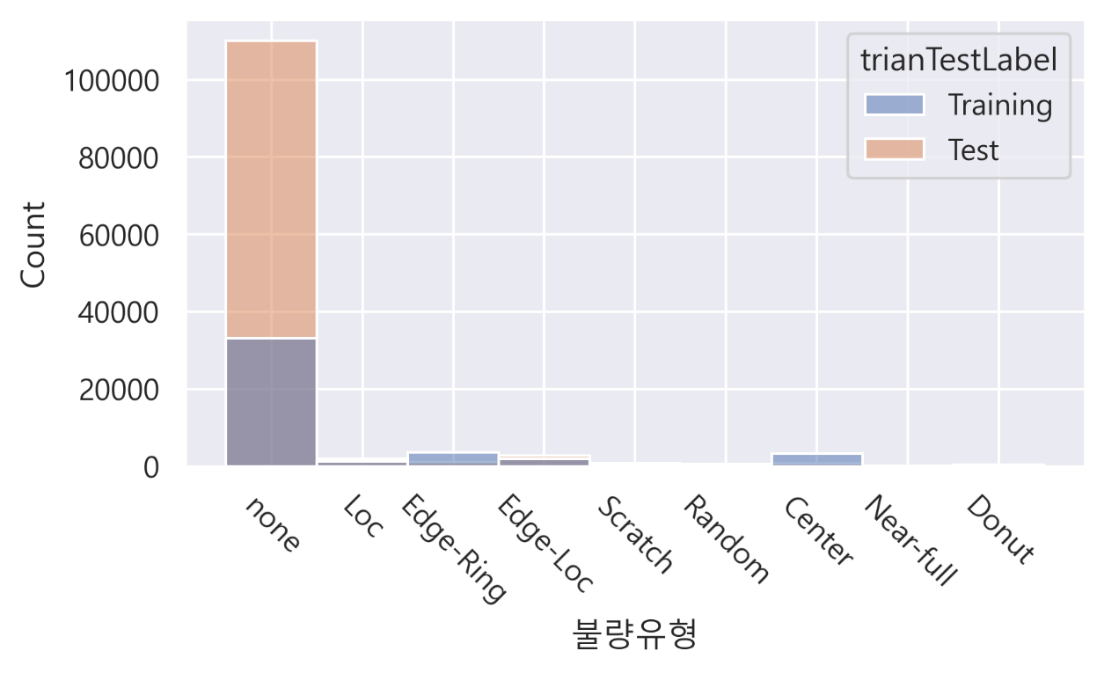 trianTestLabel
Training
Test
Count
100000
80000
60000
40000
20000
0
none
Loc
Edge-Ring
Edge-Loc
Scratch
Random
Center
Near-full
Donut
불량유형